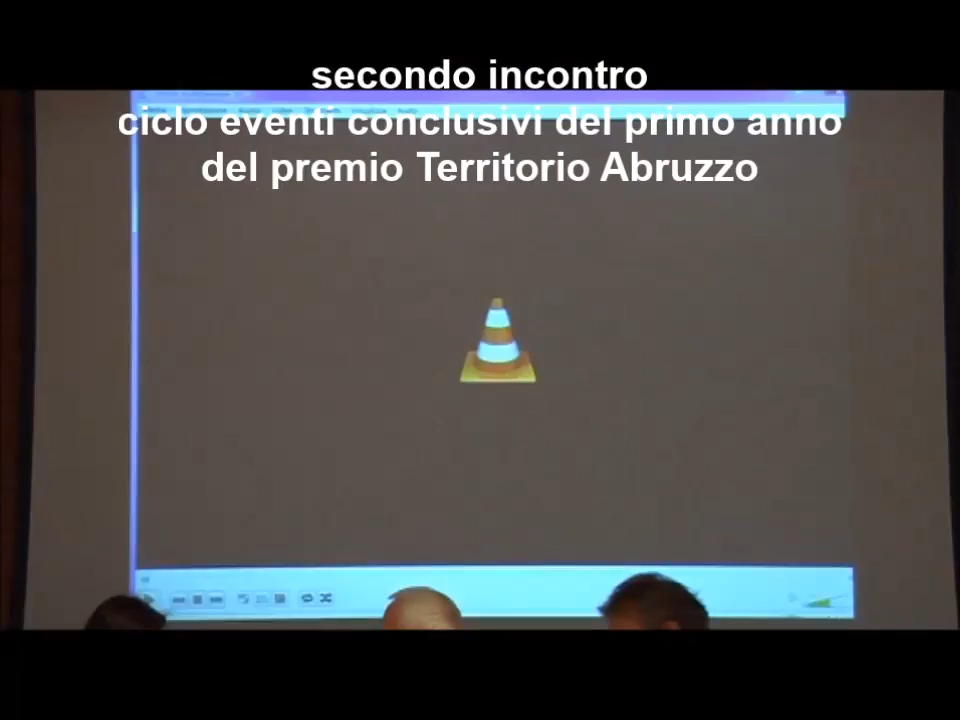 secondo incontro
ciclo eventi conclusivi del primo anno
del premio Territorio Abruzzo